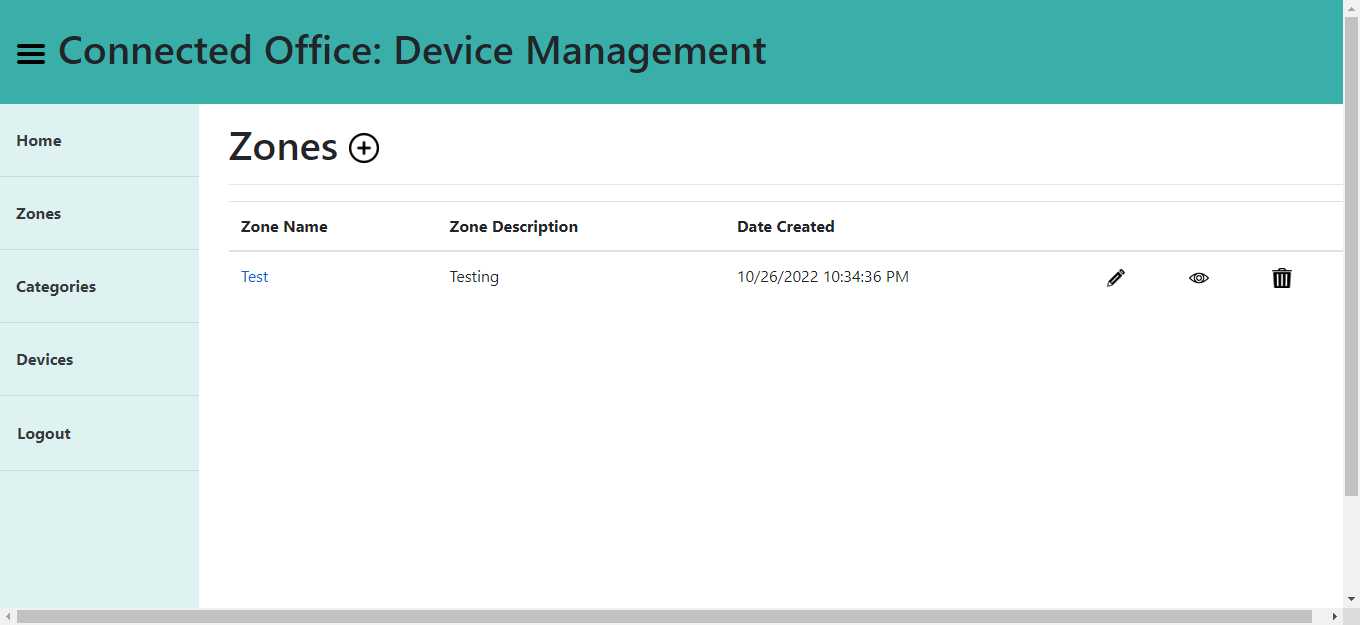 Connected Office: Device Management
Home
Zones
Categories
Devices
Logout
Zones
Zone Name Zone Description Date Created
Test Testing 10/26/2022 10:34:36 PM